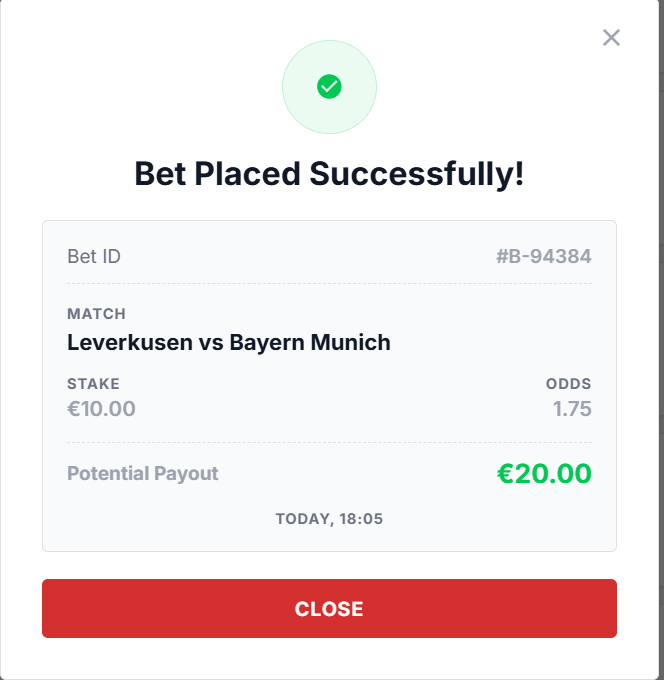 Bet Placed Successfully!
Bet ID #B-94384
MATCH
Leverkusen vs Bayern Munich
STAKE ODDS
€10.00 1.75
Potential Payout €20.00
TODAY, 18:05
CLOSE